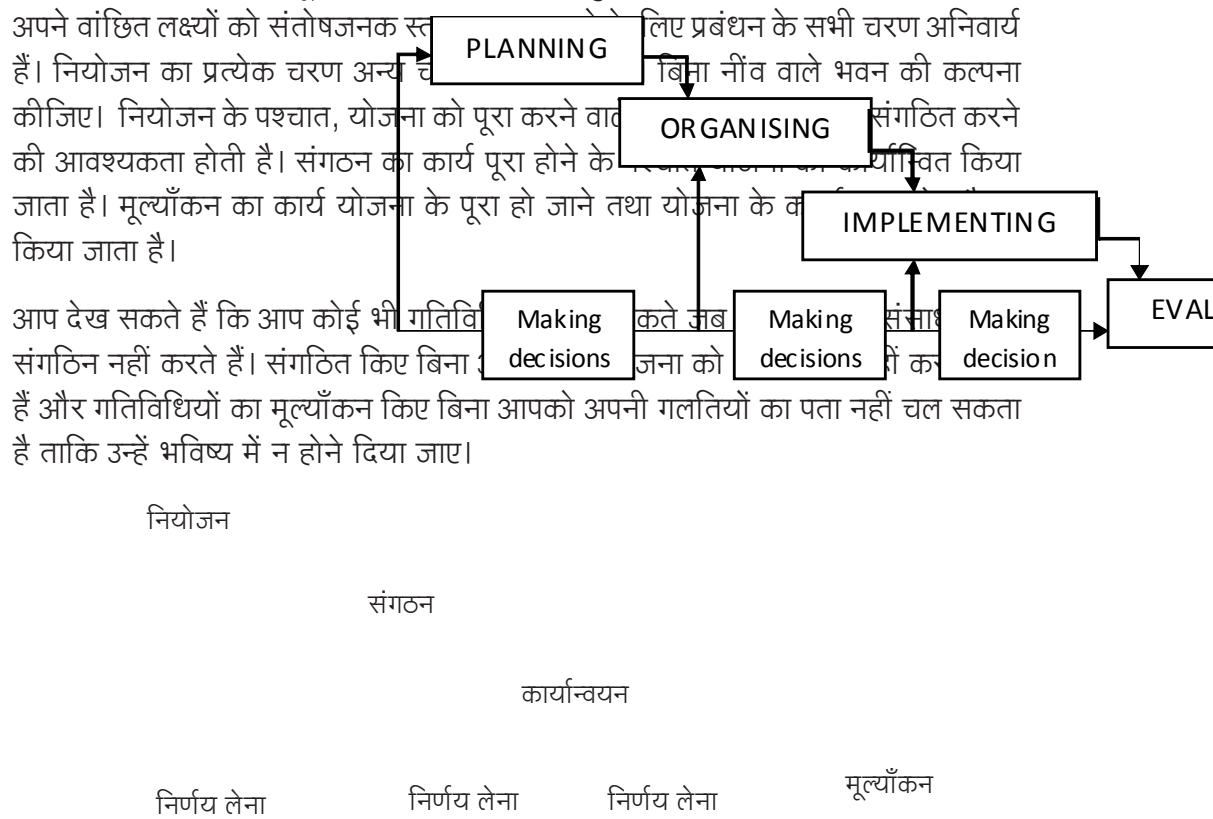 अपने वांछित लक्ष्यों को संतोषजनक लिए प्रबंधन के सभी चरण अनिवार्य
PLANNING
हैं। नियोजन का प्रत्येक चरण अन्य बिना नींव वाले भवन की कल्पना
कीजिए। नियोजन के पश्चात, योजना को पूरा करने संगठित करने
ORGANISING
की आवश्यकता होती है। संगठन का कार्य पूरा होने के किया
जाता है। मूल्याँकन का कार्य योजना के पूरा हो जाने तथा योजना के
IMPLEMENTING
किया जाता है।
आप देख सकते हैं कि आप कोई भी जब
Making decisions
Making decisions
Making decision
EVAL
संगठिन नहीं करते हैं। संगठित किए बिना को
हैं और गतिविधियों का मूल्याँकन किए बिना आपको अपनी गलतियों का पता नहीं चल सकता
है ताकि उन्हें भविष्य में न होने दिया जाए।
नियोजन
संगठन
कार्यान्वयन
मूल्याँकन
निर्णय लेना
निर्णय लेना
निर्णय लेना